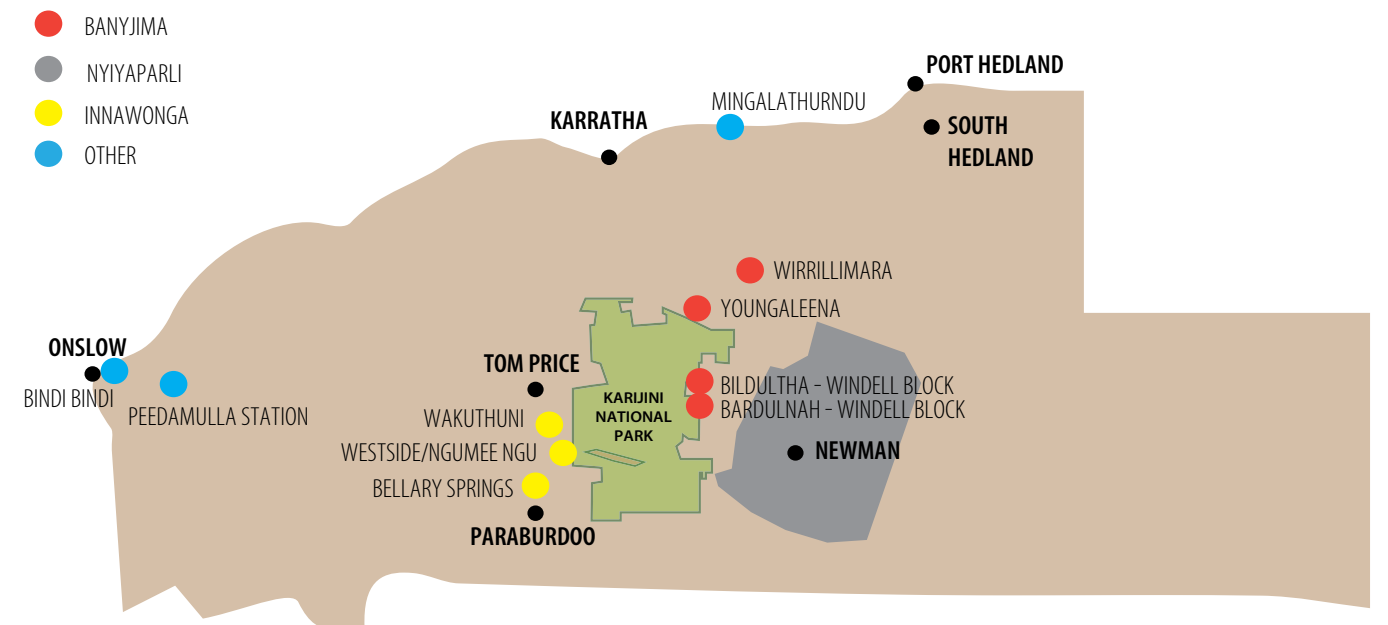 BANYJIMA
NYIYAPARLI
INNAWONGA
OTHER
PORT HEDLAND
MINGALATHURNDU
KARRATHA
SOUTH
HEDLAND
WIRRILLIMARA
YOUNGALEENA
ONSLOW
BINDI BINDI
PEEDAMULLA STATION
TOM PRICE
WAKUTHUNI
WESTSIDE/NGUMEE NGU
BELLARY SPRINGS
PARABURDOO
KARIJINI
NATIONAL
PARK
BILDULTHA - WINDELL BLOCK
BARDULNAH - WINDELL BLOCK
NEWMAN